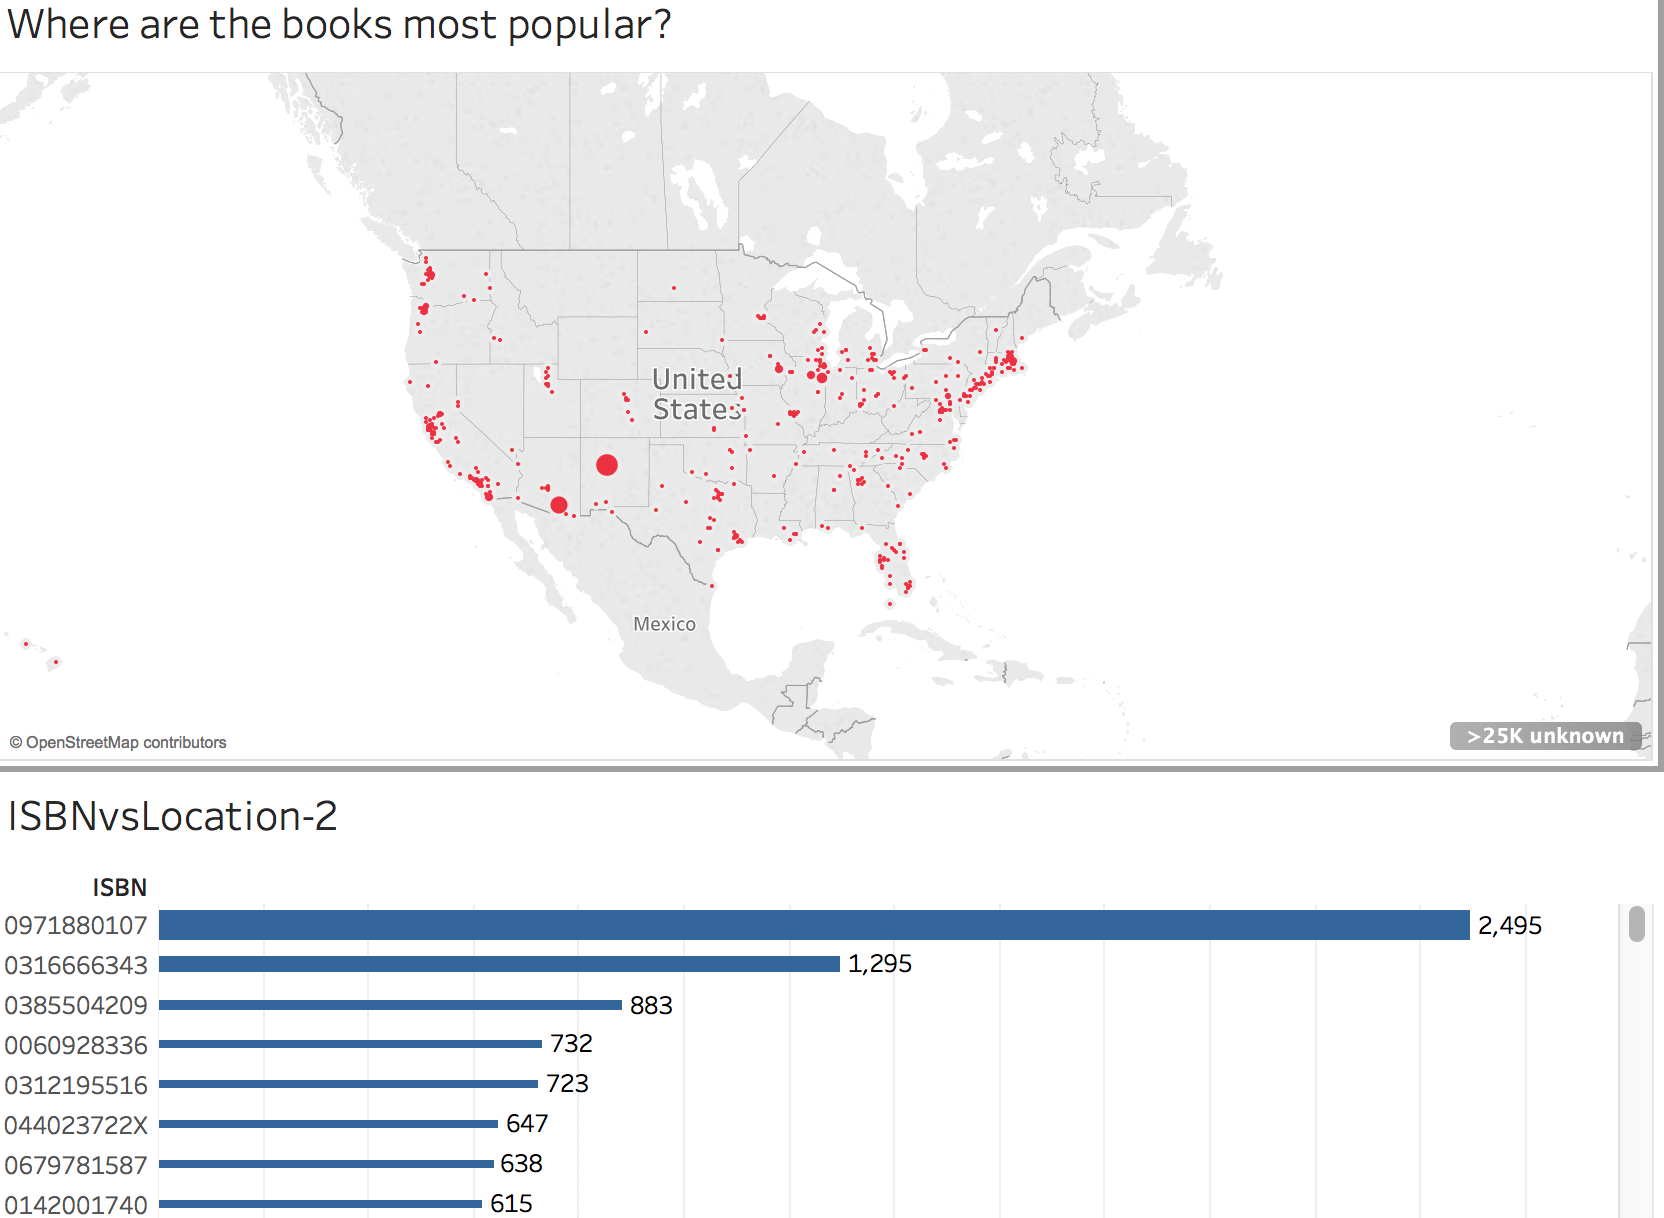 Where are the books most popular?
United
States
Mexico
© OpenStreetMap contributors
>25K unknown
ISBNvsLocation-2
ISBN
0971880107 2,495
0316666343 1,295
0385504209 883
0060928336 732
0312195516 723
044023722X 647
0679781587 638
0142001740 615